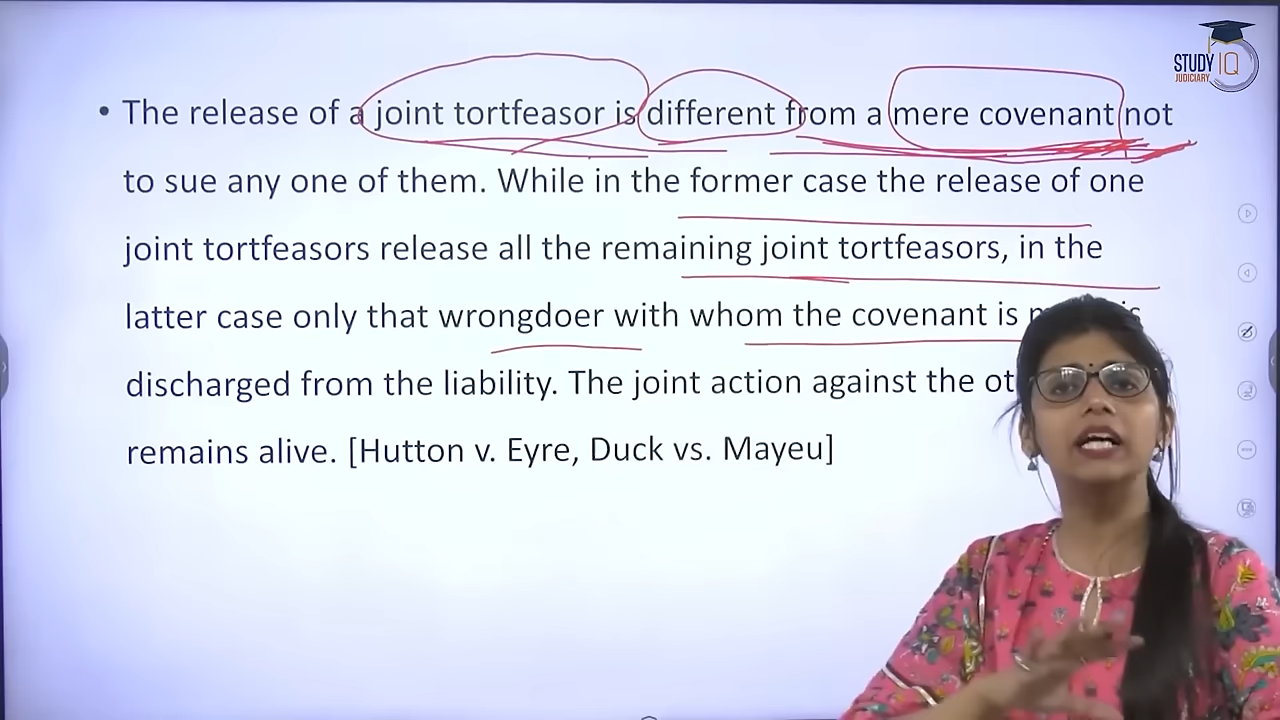 STUDY IQ
JUDICIARY
• The release of a joint tortfeasor is different from a mere covenant not
to sue any one of them. While in the former case the release of one
joint tortfeasors release all the remaining joint tortfeasors, in the
latter case only that wrongdoer with whom the covenant is
discharged from the liability. The joint action against the
remains alive. [Hutton v. Eyre, Duck vs. Mayeu]